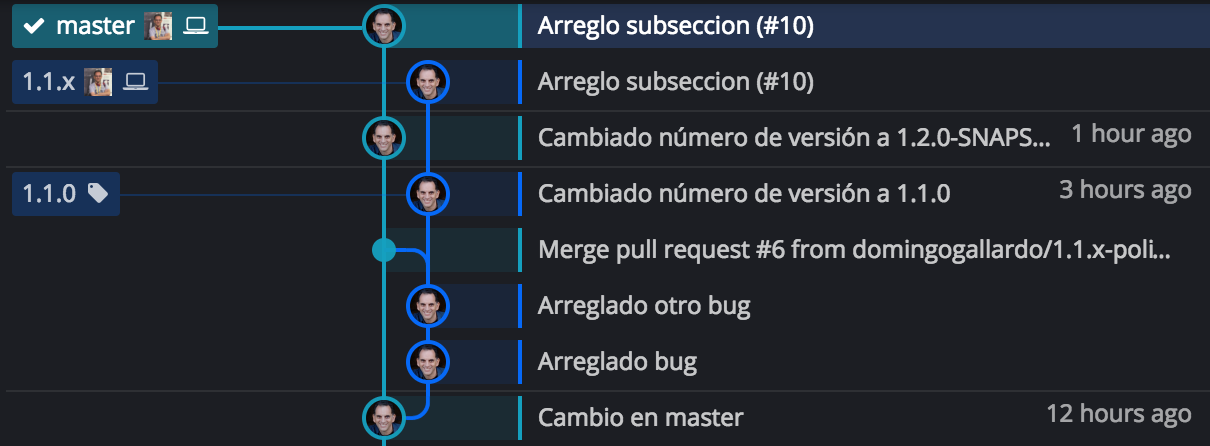 master Arreglo subseccion (#10)
1.1.x Arreglo subseccion (#10)
Cambiado número de versión a 1.2.0-SNAPS... 1 hour ago
1.1.0 Cambiado número de versión a 1.1.0 3 hours ago
Merge pull request #6 from domingogallardo/1.1.x-poli...
Arreglado otro bug
Arreglado bug
Cambio en master 12 hours ago